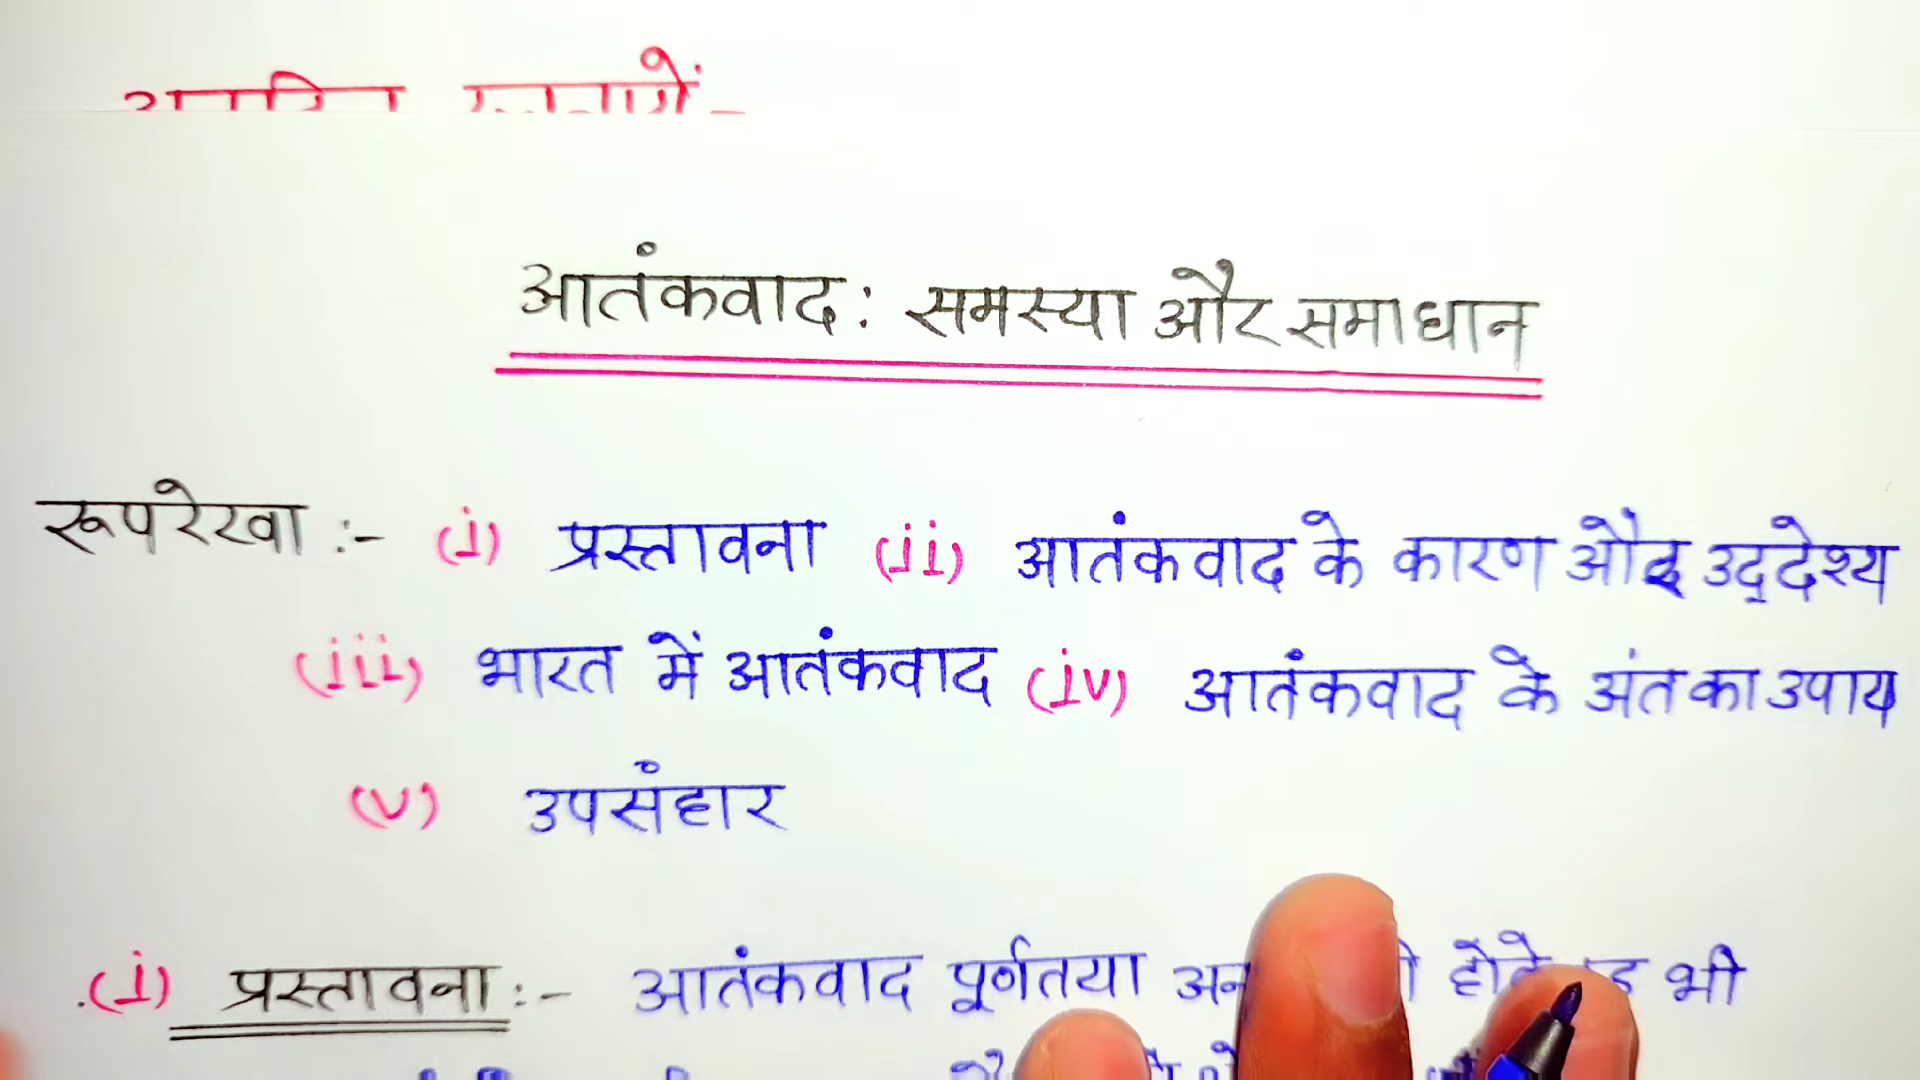 आतंकवाद: समस्या और समाधान
रूपरेखा :- (i) प्रस्तावना (ii) आतंकवाद के कारण और उद्देश्य
(iii) भारत में आतंकवाद (iv) आतंकवाद के अंत का उपाय
(v) उपसंहार
(i) प्रस्तावना :- आतंकवाद पूर्णतया भी